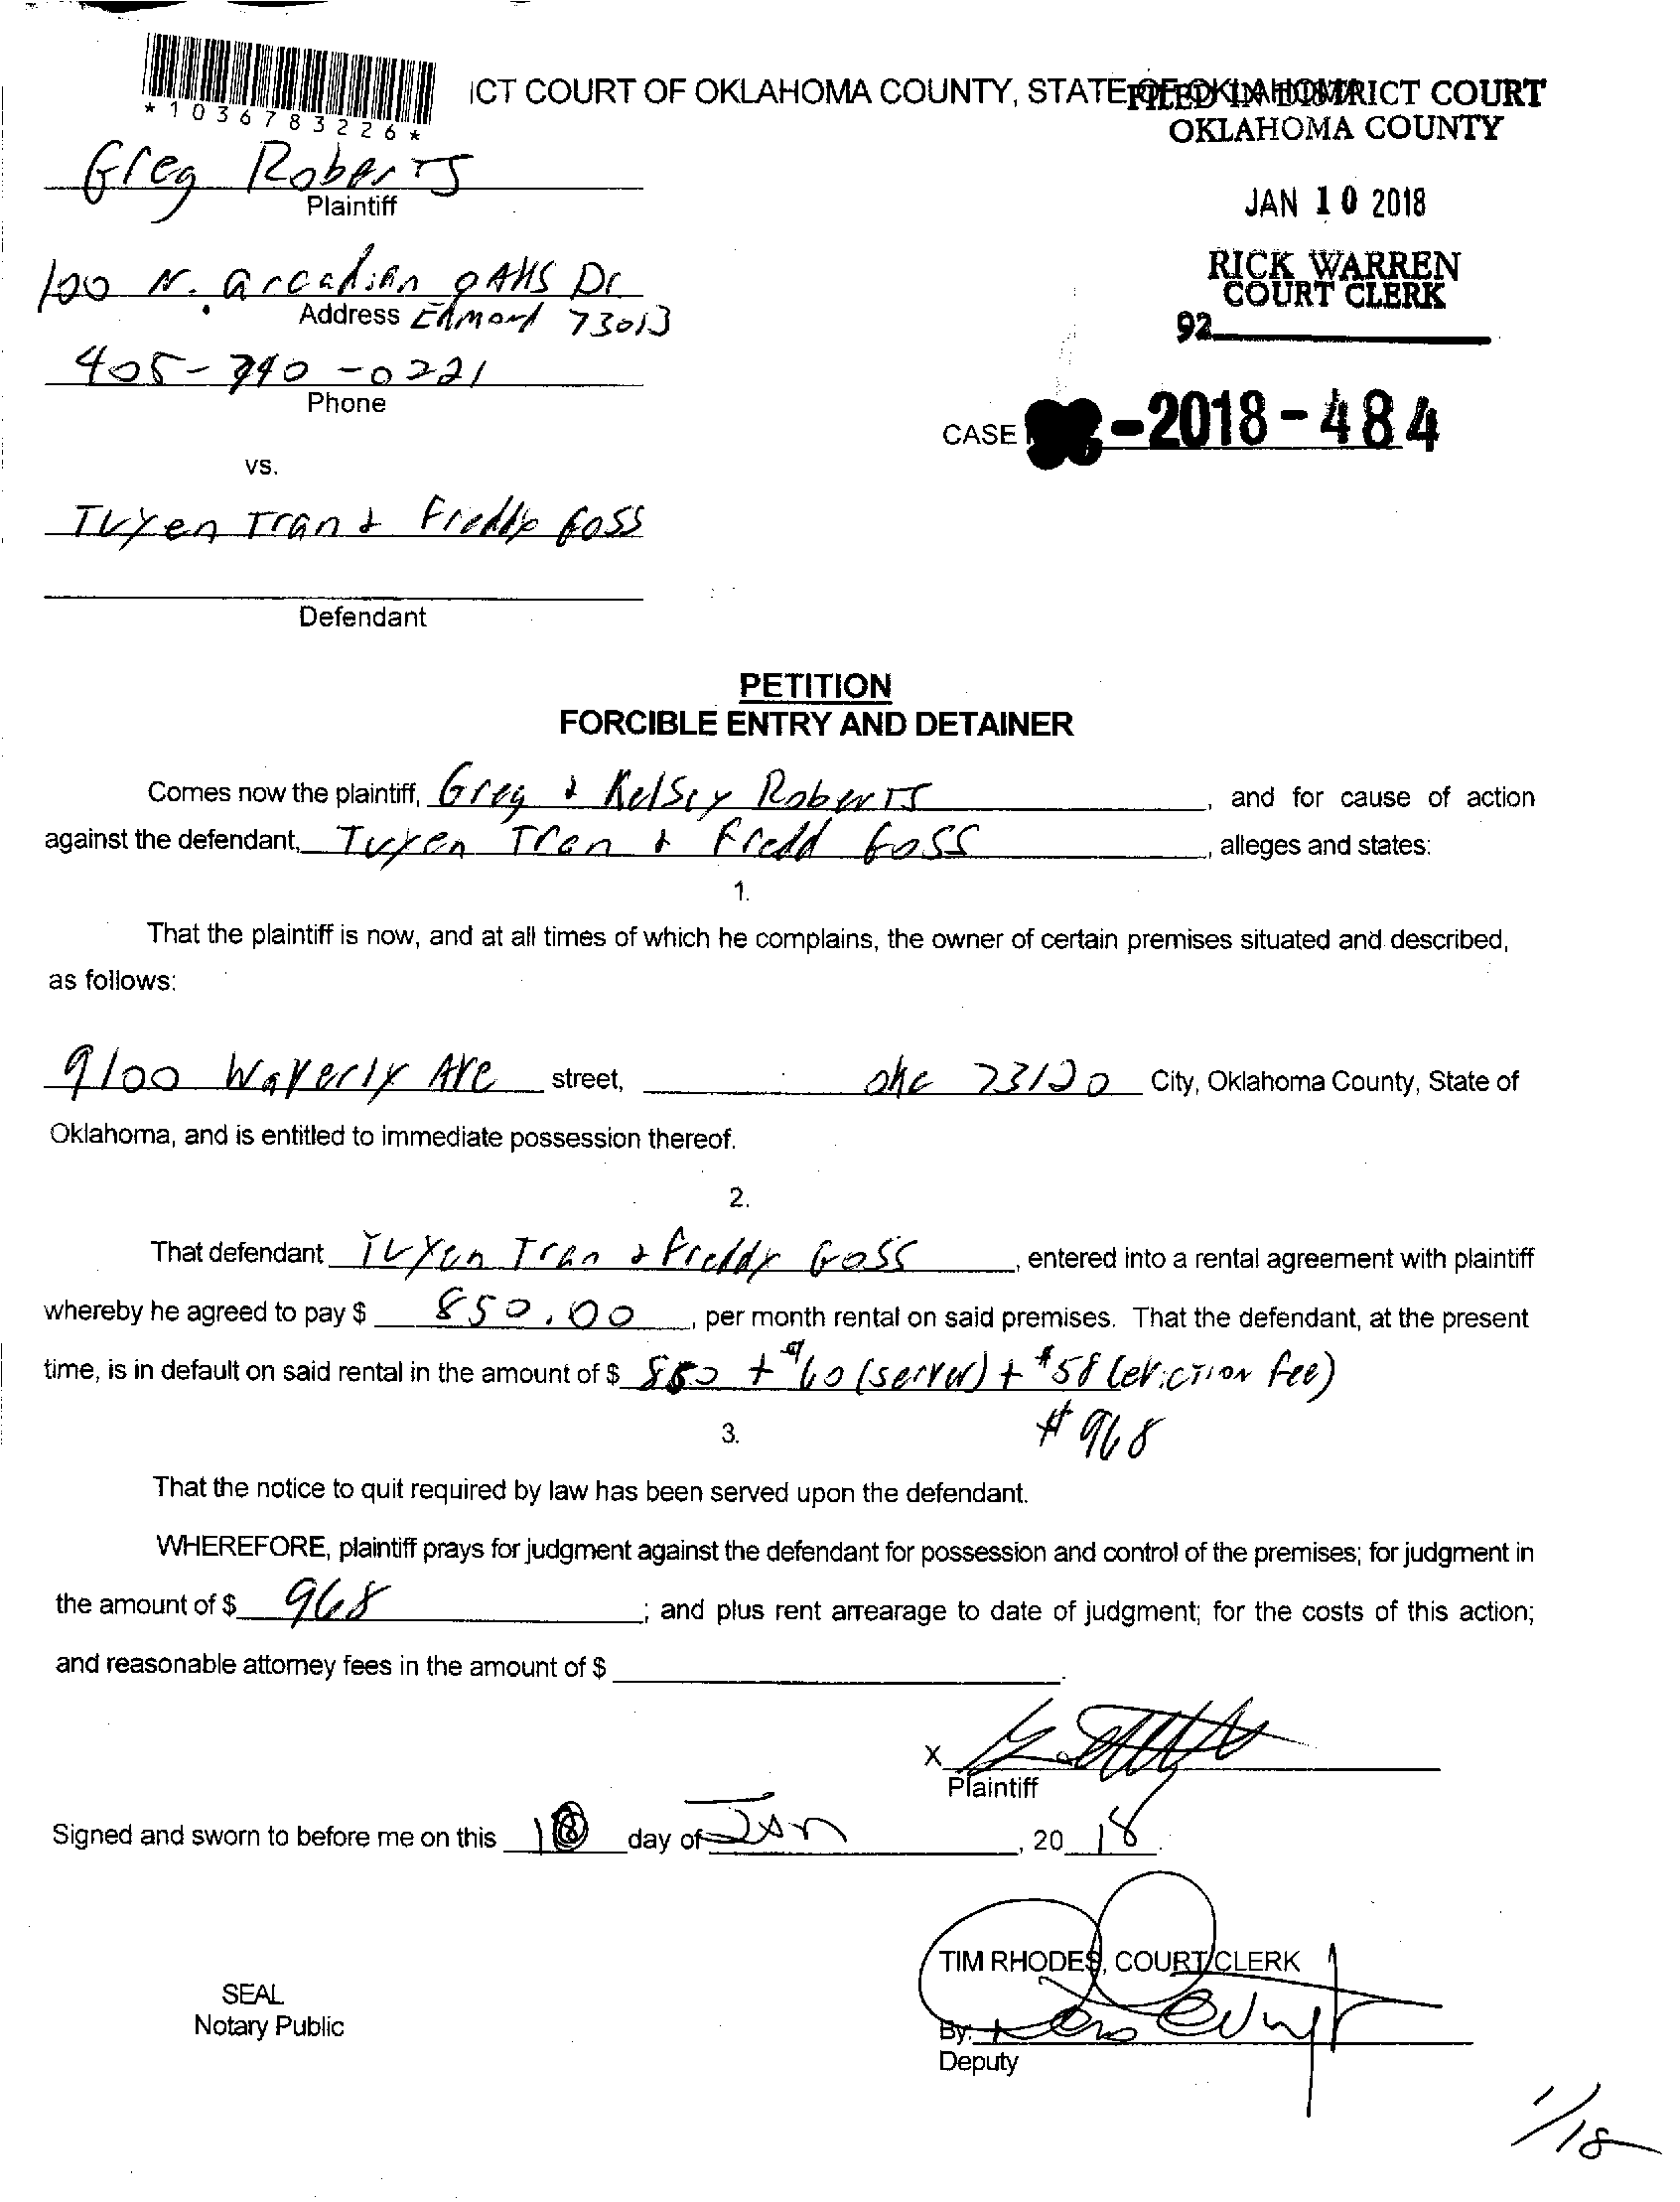 ICT COURT OF OKLAHOMA COUNTY, STATE OF OKLAHOMA
FILED IN DISTRICT COURT
OKLAHOMA COUNTY
*1036783226*
Greg Roberts
Plaintiff
JAN 10 2018
RICK WARREN
COURT CLERK
92
100 N. Arcadian Oaks Dr
Address Edmond 73013
405-740-0221
Phone
CASE -2018-484
vs.
Tuyen Tran & Freddy Goss
Defendant
PETITION
FORCIBLE ENTRY AND DETAINER
Comes now the plaintiff, Greg & Kelsey Roberts, and for cause of action
against the defendant, Tuyen Tran & Fredd Goss, alleges and states:
1.
That the plaintiff is now, and at all times of which he complains, the owner of certain premises situated and described,
as follows:
9100 Waverly Ave street, OKC 73120 City, Oklahoma County, State of
Oklahoma, and is entitled to immediate possession thereof.
2.
That defendant Tuyen Tran & Freddy Goss, entered into a rental agreement with plaintiff
whereby he agreed to pay $ 850.00, per month rental on said premises. That the defendant, at the present
time, is in default on said rental in the amount of $ 850 + $60 (server) + $58 (eviction fee)
$968
3.
That the notice to quit required by law has been served upon the defendant.
WHEREFORE, plaintiff prays for judgment against the defendant for possession and control of the premises; for judgment in
the amount of $ 968; and plus rent arrearage to date of judgment; for the costs of this action;
and reasonable attorney fees in the amount of $ .
X
Plaintiff
Signed and sworn to before me on this 10 day of Jan, 20 18.
TIM RHODES, COURT CLERK
SEAL
Notary Public
By:
Deputy
1/18